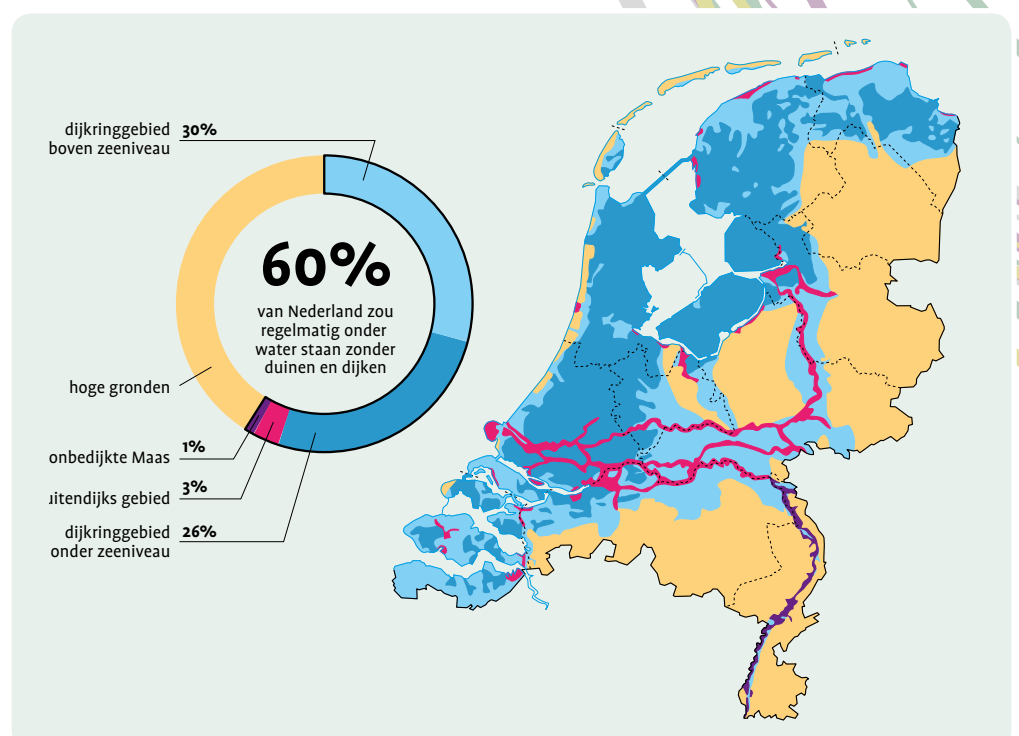 dijkringgebied 30%
boven zeeniveau
60%
van Nederland zou
regelmatig onder
water staan zonder
duinen en dijken
hoge gronden
onbedijkte Maas 1%
uitendijks gebied 3%
dijkringgebied 26%
onder zeeniveau